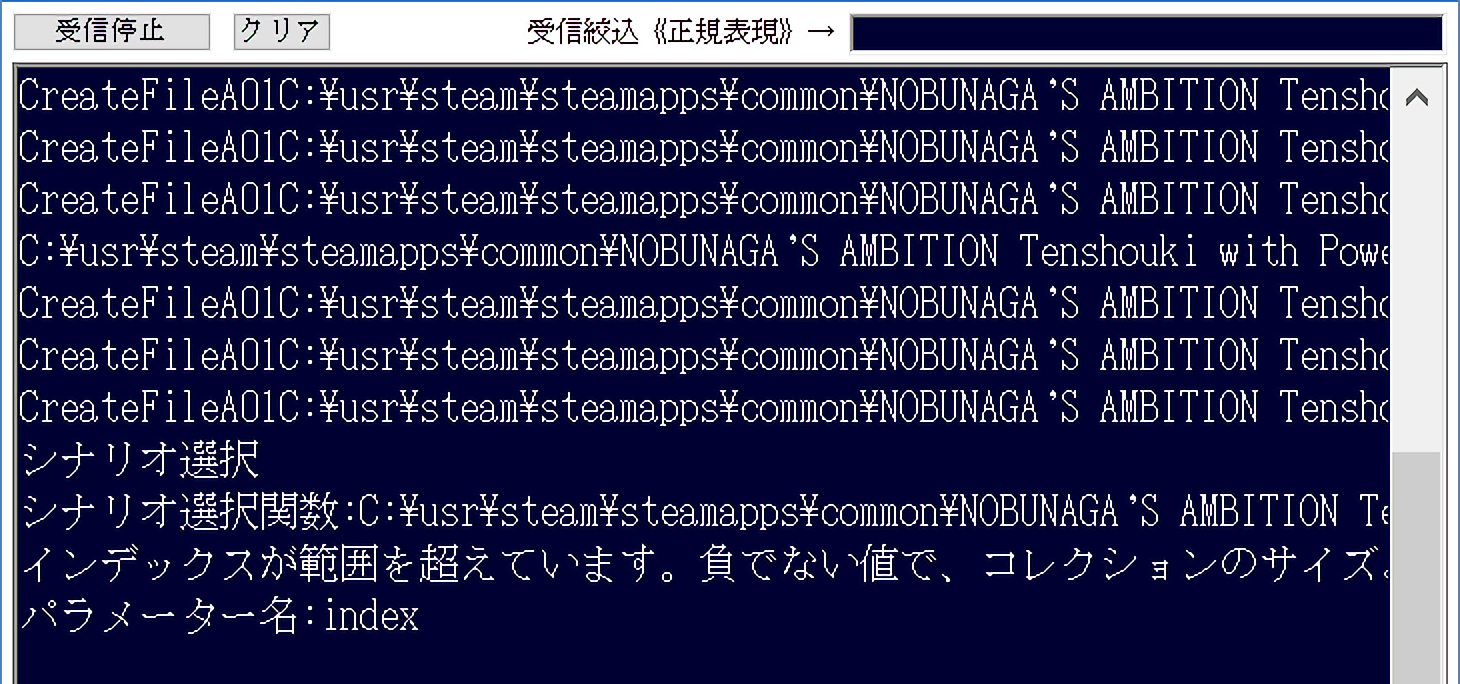 受信停止 クリア 受信絞込《正規表現》→
CreateFileA01C:¥usr¥steam¥steamapps¥common¥NOBUNAGA'S AMBITION Tensho
CreateFileA01C:¥usr¥steam¥steamapps¥common¥NOBUNAGA'S AMBITION Tensho
CreateFileA01C:¥usr¥steam¥steamapps¥common¥NOBUNAGA'S AMBITION Tensho
C:¥usr¥steam¥steamapps¥common¥NOBUNAGA'S AMBITION Tenshouki with Powe
CreateFileA01C:¥usr¥steam¥steamapps¥common¥NOBUNAGA'S AMBITION Tensho
CreateFileA01C:¥usr¥steam¥steamapps¥common¥NOBUNAGA'S AMBITION Tensho
CreateFileA01C:¥usr¥steam¥steamapps¥common¥NOBUNAGA'S AMBITION Tensho
シナリオ選択
シナリオ選択関数:C:¥usr¥steam¥steamapps¥common¥NOBUNAGA'S AMBITION Te
インデックスが範囲を超えています。負でない値で、コレクションのサイズ
パラメーター名:index